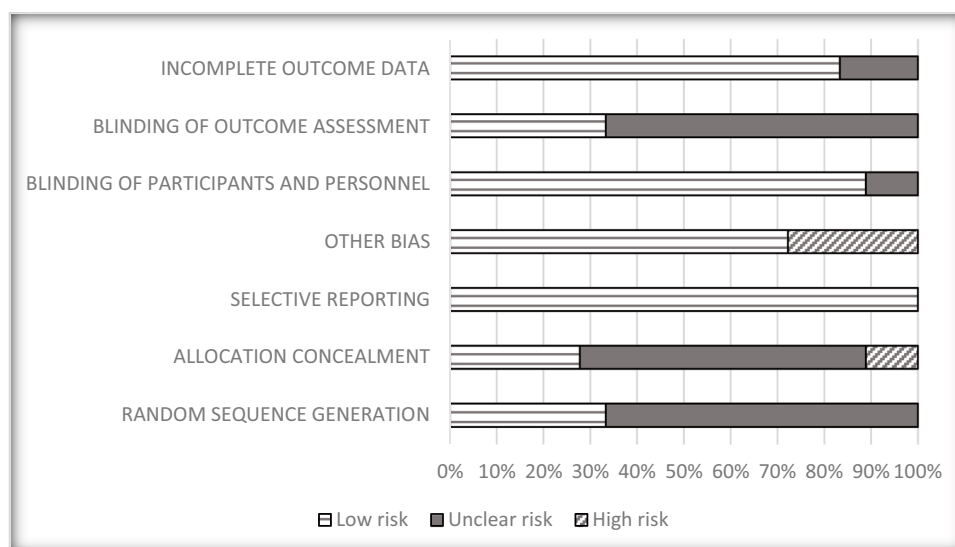 INCOMPLETE OUTCOME DATA
BLINDING OF OUTCOME ASSESSMENT
BLINDING OF PARTICIPANTS AND PERSONNEL
OTHER BIAS
SELECTIVE REPORTING
ALLOCATION CONCEALMENT
RANDOM SEQUENCE GENERATION
0% 10% 20% 30% 40% 50% 60% 70% 80% 90% 100%
Low risk Unclear risk High risk